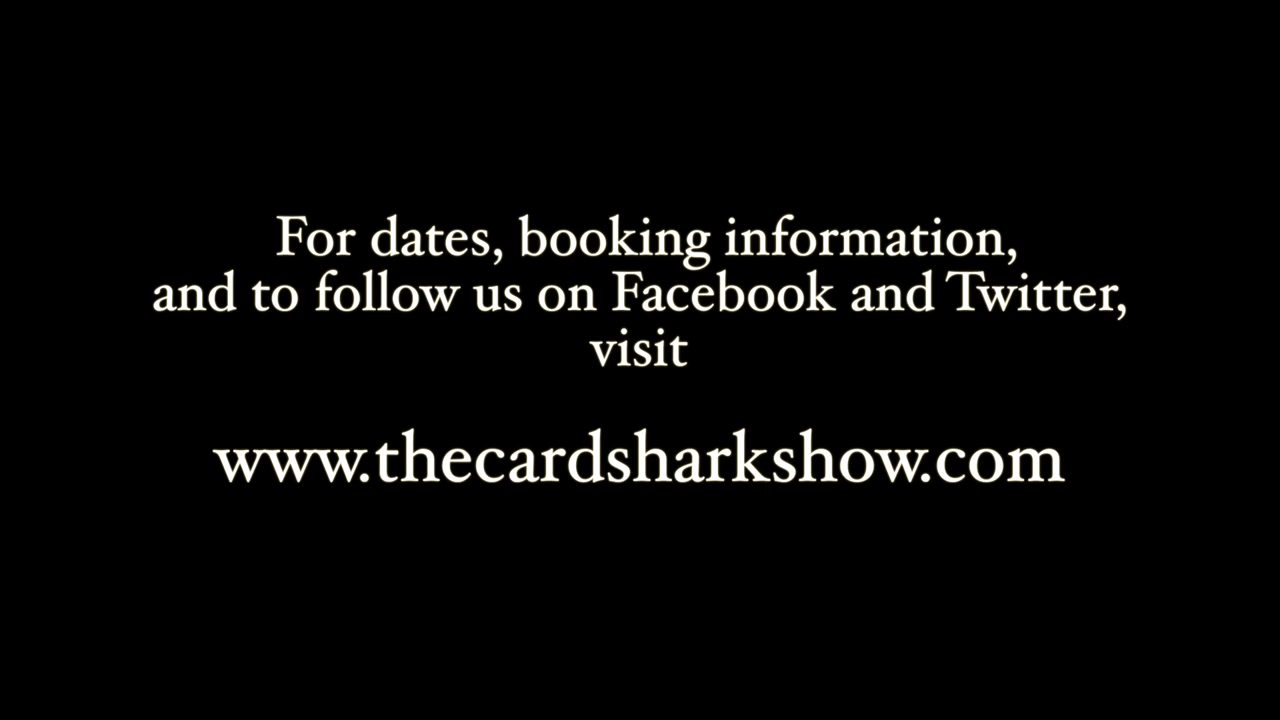 For dates, booking information,
and to follow us on Facebook and Twitter,
visit
www.thecardsharkshow.com